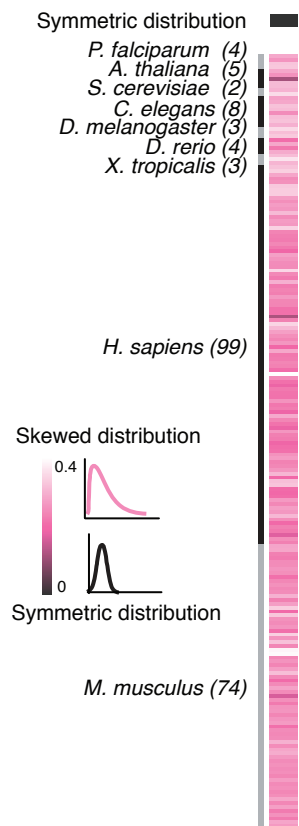 Symmetric distribution
P. falciparum (4)
A. thaliana (5)
S. cerevisiae (2)
C. elegans (8)
D. melanogaster (3)
D. rerio (4)
X. tropicalis (3)
H. sapiens (99)
Skewed distribution
0.4
0
Symmetric distribution
M. musculus (74)